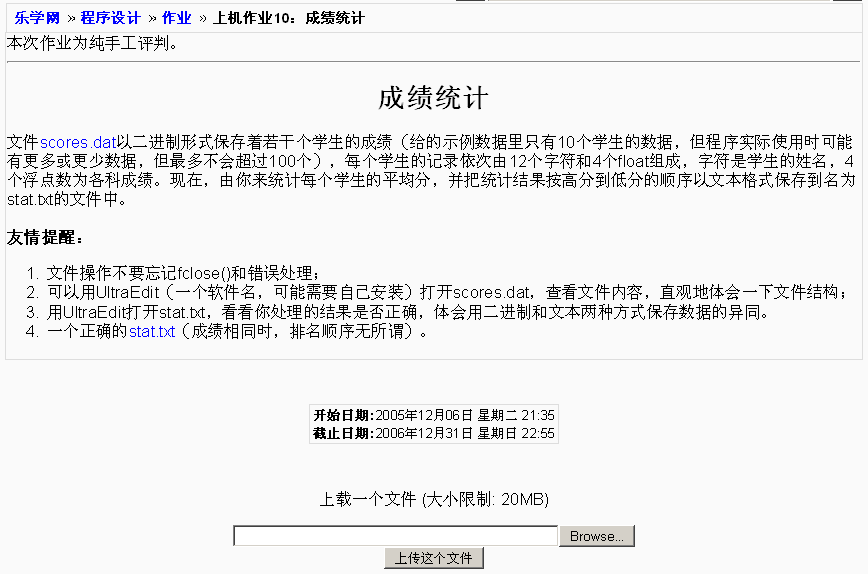 乐学网 » 程序设计 » 作业 » 上机作业10：成绩统计
本次作业为纯手工评判。
成绩统计
文件scores.dat以二进制形式保存着若干个学生的成绩（给的示例数据里只有10个学生的数据，但程序实际使用时可能
有更多或更少数据，但最多不会超过100个），每个学生的记录依次由12个字符和4个float组成，字符是学生的姓名，4
个浮点数为各科成绩。现在，由你来统计每个学生的平均分，并把统计结果按高分到低分的顺序以文本格式保存到名为
stat.txt的文件中。
友情提醒：
1. 文件操作不要忘记fclose()和错误处理；
2. 可以用UltraEdit（一个软件名，可能需要自己安装）打开scores.dat，查看文件内容，直观地体会一下文件结构；
3. 用UltraEdit打开stat.txt，看看你处理的结果是否正确，体会用二进制和文本两种方式保存数据的异同。
4. 一个正确的stat.txt（成绩相同时，排名顺序无所谓）。
开始日期:2005年12月06日 星期二 21:35
截止日期:2006年12月31日 星期日 22:55
上载一个文件 (大小限制: 20MB)
Browse...
上传这个文件